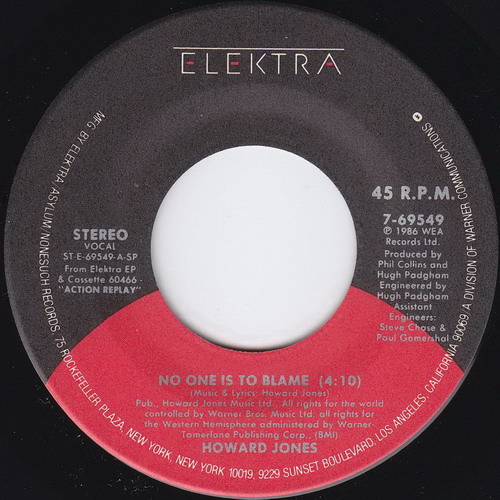 ELEKTRA
45 R.P.M.
7-69549
℗ 1986 WEA
Records Ltd.
Produced by
Phil Collins and
Hugh Padgham
Engineered by
Hugh Padgham
Assistant
Engineers:
Steve Chase &
Paul Gomershal
STEREO
VOCAL
ST-E-69549-A-SP
From Elektra EP
& Cassette 60466 -
"ACTION REPLAY"
NO ONE IS TO BLAME (4:10)
(Music & Lyrics: Howard Jones)
Pub., Howard Jones Music Ltd., All rights for the world
controlled by Warner Bros. Music Ltd. all rights for
the Western Hemisphere administered by Warner-
Tamerlane Publishing Corp., (BMI)
HOWARD JONES
MFG BY ELEKTRA/ASYLUM/NONESUCH RECORDS, 75 ROCKEFELLER PLAZA, NEW YORK, NEW YORK 10019, 9229 SUNSET BOULEVARD, LOS ANGELES, CALIFORNIA 90069 A DIVISION OF WARNER COMMUNICATIONS